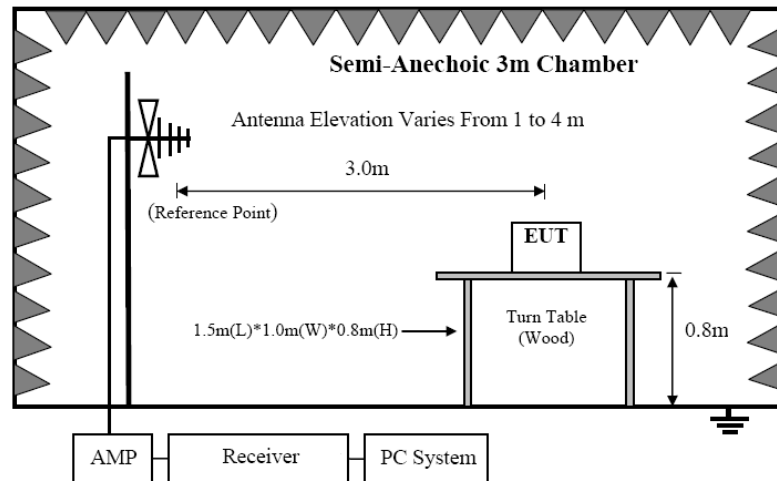 Semi-Anechoic 3m Chamber
Antenna Elevation Varies From 1 to 4 m
3.0m
(Reference Point)
EUT
1.5m(L)*1.0m(W)*0.8m(H)
Turn Table
(Wood)
0.8m
AMP
Receiver
PC System